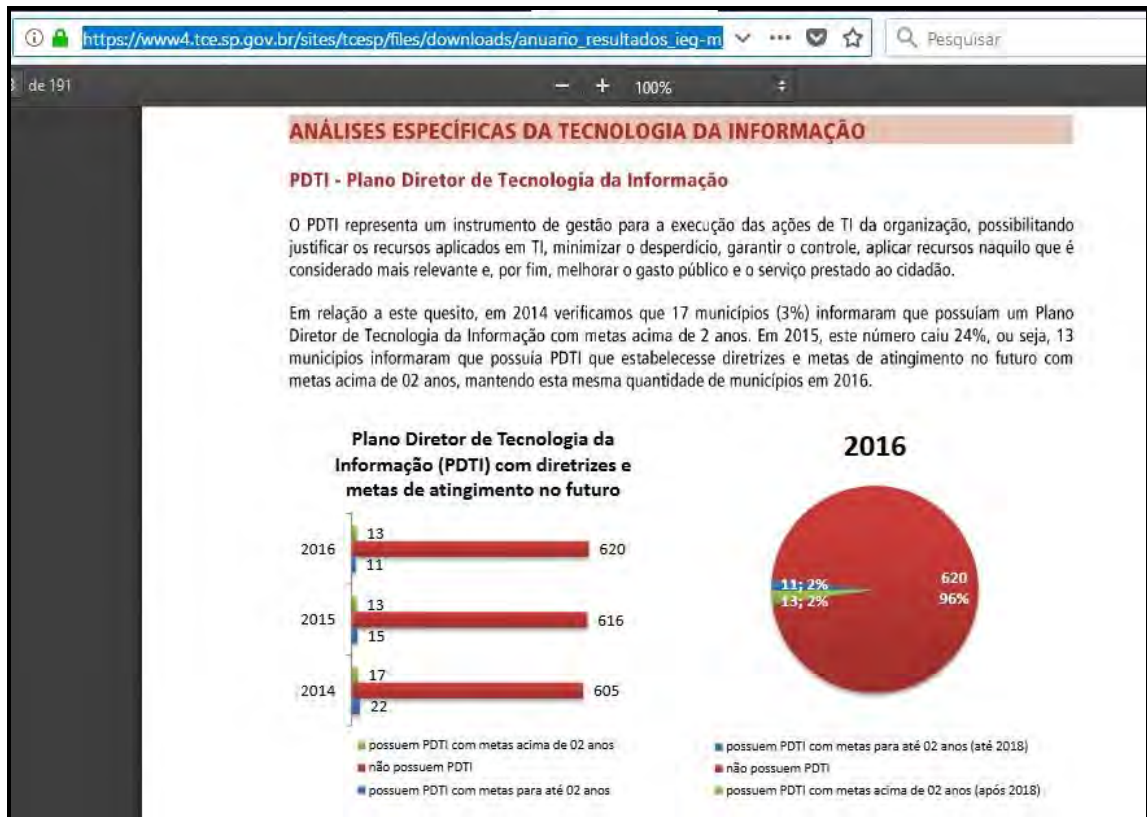 https://www4.tce.sp.gov.br/sites/tcesp/files/downloads/anuario_resultados_ieg-m
Pesquisar
de 191
100%
ANÁLISES ESPECÍFICAS DA TECNOLOGIA DA INFORMAÇÃO
PDTI - Plano Diretor de Tecnologia da Informação
O PDTI representa um instrumento de gestão para a execução das ações de TI da organização, possibilitando
justificar os recursos aplicados em TI, minimizar o desperdício, garantir o controle, aplicar recursos naquilo que é
considerado mais relevante e, por fim, melhorar o gasto público e o serviço prestado ao cidadão.
Em relação a este quesito, em 2014 verificamos que 17 municípios (3%) informaram que possuíam um Plano
Diretor de Tecnologia da Informação com metas acima de 2 anos. Em 2015, este número caiu 24%, ou seja, 13
municípios informaram que possuía PDTI que estabelecesse diretrizes e metas de atingimento no futuro com
metas acima de 02 anos, mantendo esta mesma quantidade de municípios em 2016.
Plano Diretor de Tecnologia da
Informação (PDTI) com diretrizes e
metas de atingimento no futuro
2016
13
620
11
2015
13
616
15
2014
17
605
22
possuem PDTI com metas acima de 02 anos
não possuem PDTI
possuem PDTI com metas para até 02 anos
2016
11; 2%
13; 2%
620
96%
possuem PDTI com metas para até 02 anos (até 2018)
não possuem PDTI
possuem PDTI com metas acima de 02 anos (após 2018)